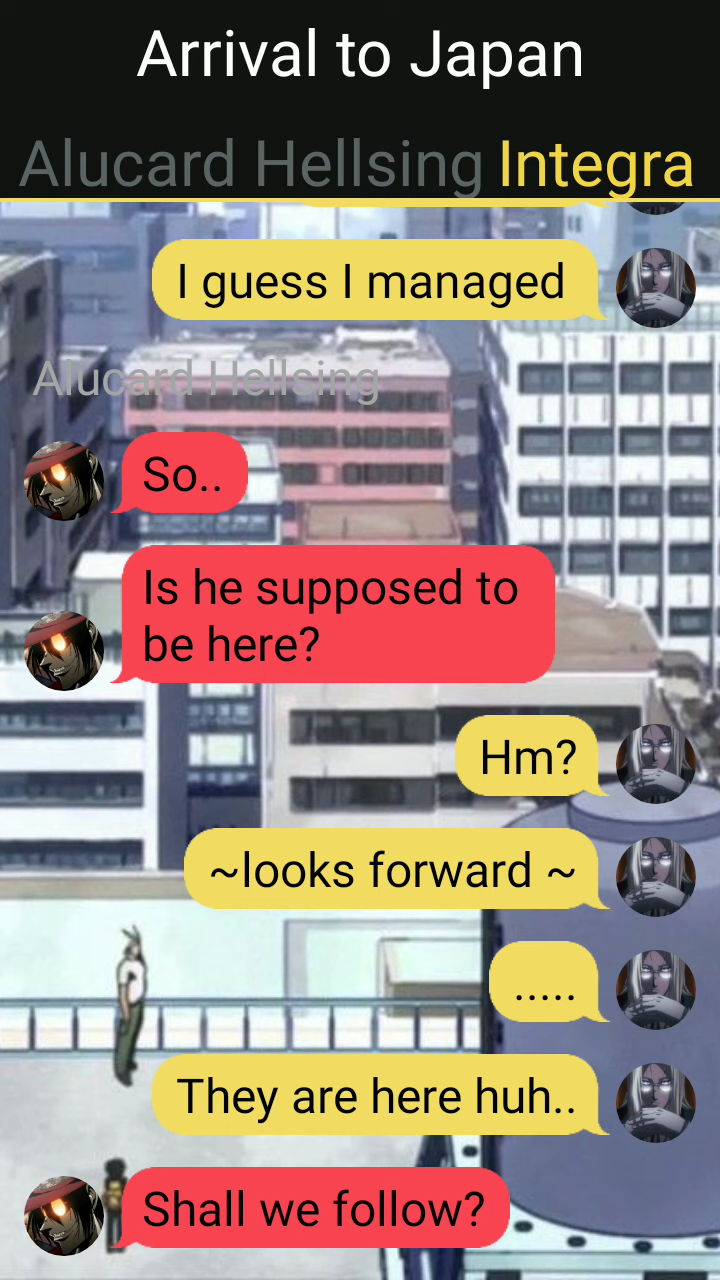 Arrival to Japan
Alucard Hellsing Integra
I guess I managed
Alucard Hellsing
So..
Is he supposed to
be here?
Hm?
~looks forward ~
.....
They are here huh..
Shall we follow?